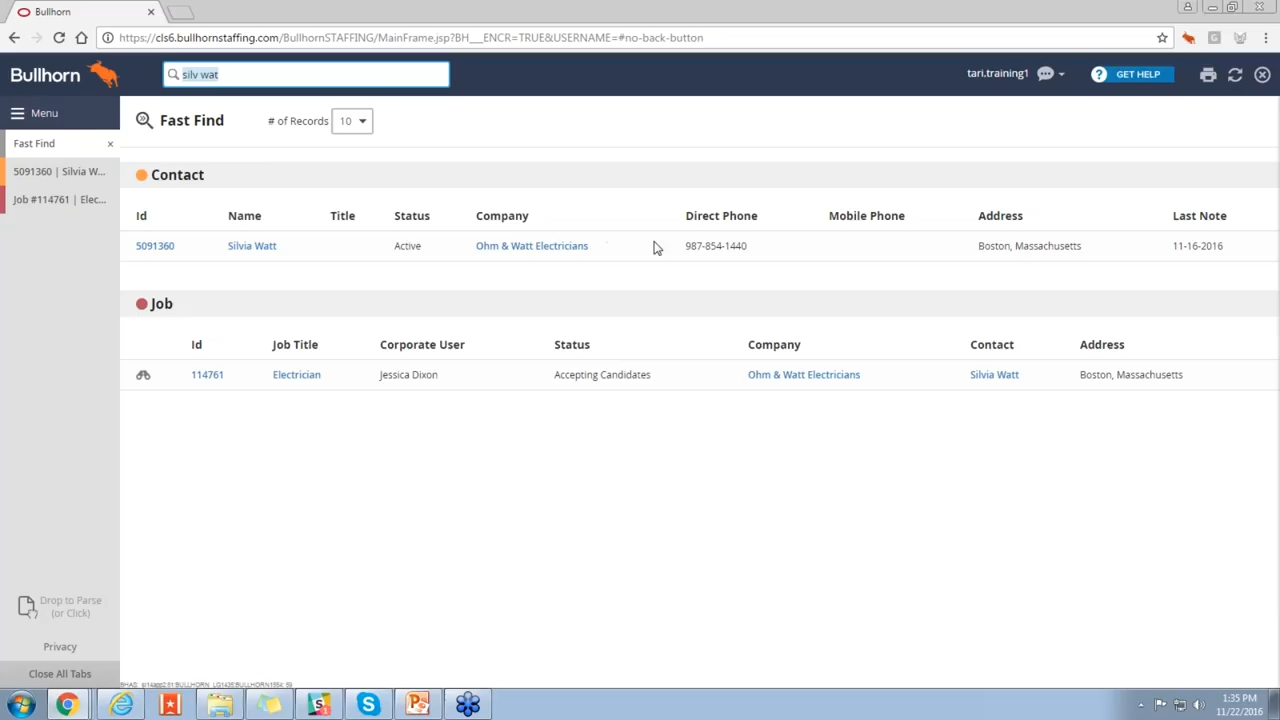 Bullhorn
https://cls6.bullhornstaffing.com/BullhornSTAFFING/MainFrame.jsp?BH___ENCR=TRUE&USERNAME=#no-back-button
Bullhorn
silv wat
tari.training1
? GET HELP
Menu
Fast Find
5091360 | Silvia W...
Job #114761 | Elec...
Fast Find
# of Records 10
Contact
Id Name Title Status Company Direct Phone Mobile Phone Address Last Note
5091360 Silvia Watt Active Ohm & Watt Electricians 987-854-1440 Boston, Massachusetts 11-16-2016
Job
Id Job Title Corporate User Status Company Contact Address
114761 Electrician Jessica Dixon Accepting Candidates Ohm & Watt Electricians Silvia Watt Boston, Massachusetts
Drop to Parse
(or Click)
Privacy
Close All Tabs
1:35 PM
11/22/2016